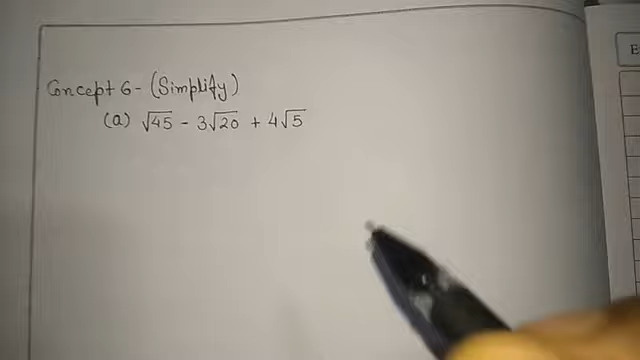 Concept 6 - (Simplify)
(a) √45 - 3√20 + 4√5
E